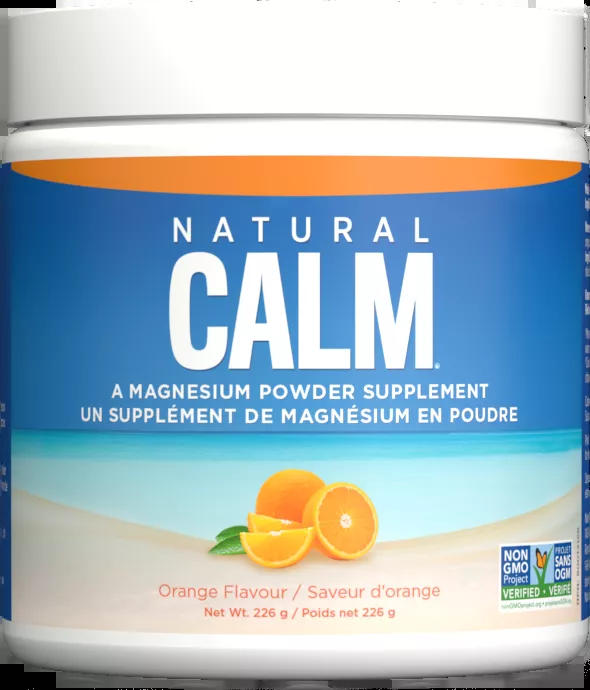 NATURAL
CALM
A MAGNESIUM POWDER SUPPLEMENT
UN SUPPLÉMENT DE MAGNÉSIUM EN POUDRE
Orange Flavour / Saveur d'orange
Net Wt. 226 g / Poids net 226 g
NON
GMO
Project
VERIFIED
PROJET
SANS
OGM
VÉRIFIÉ